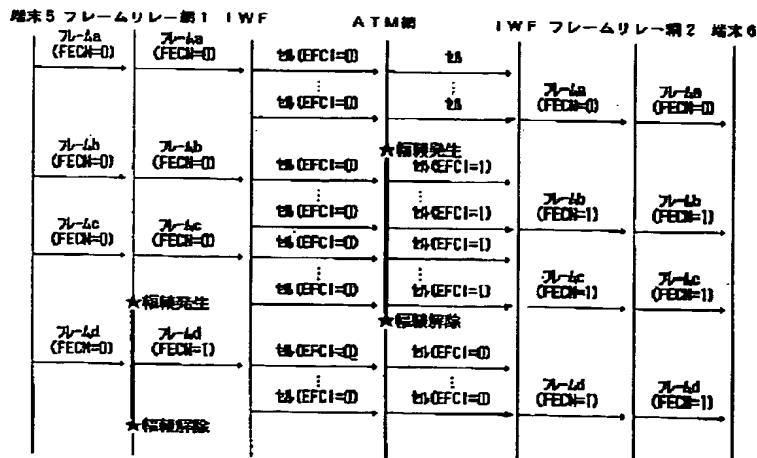 端末5 フレームリレー網1 IWF ATM網 IWF フレームリレー網2 端末6
フレームa フレームa
(FECN=0) (FECN=0) セル(EFCI=0) セル
セル(EFCI=0) セル フレームa フレームa
(FECN=0) (FECN=0)
★輻輳発生
フレームb フレームb
(FECN=0) (FECN=0) セル(EFCI=0) セル(EFCI=1)
セル(EFCI=0) セル(EFCI=1) フレームb フレームb
(FECN=1) (FECN=1)
フレームc フレームc
(FECN=0) (FECN=0) セル(EFCI=0) セル(EFCI=1)
セル(EFCI=0) セル(EFCI=1) フレームc フレームc
(FECN=1) (FECN=1)
★輻輳発生
★輻輳解除
フレームd フレームd
(FECN=0) (FECN=1) セル(EFCI=0) セル(EFCI=0)
セル(EFCI=0) セル(EFCI=0) フレームd フレームd
(FECN=1) (FECN=1)
★輻輳解除